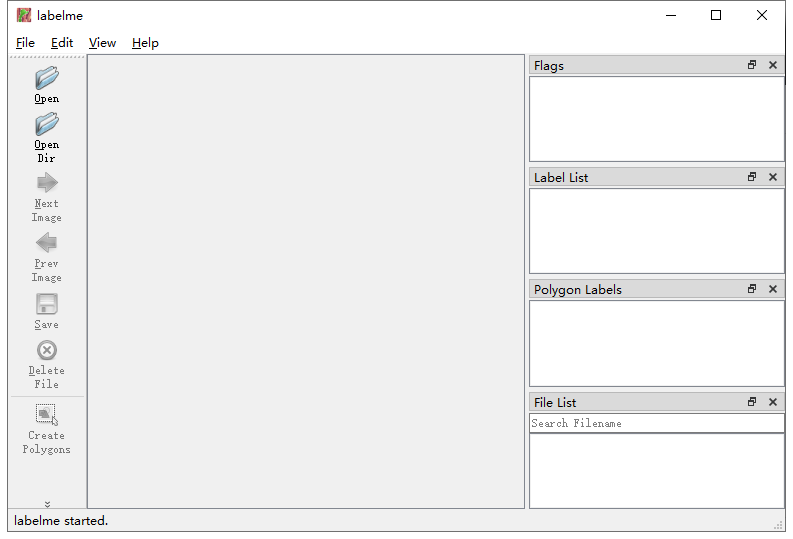 labelme
File Edit View Help
Open
Open
Dir
Next
Image
Prev
Image
Save
Delete
File
Create
Polygons
Flags
Label List
Polygon Labels
File List
Search Filename
labelme started.